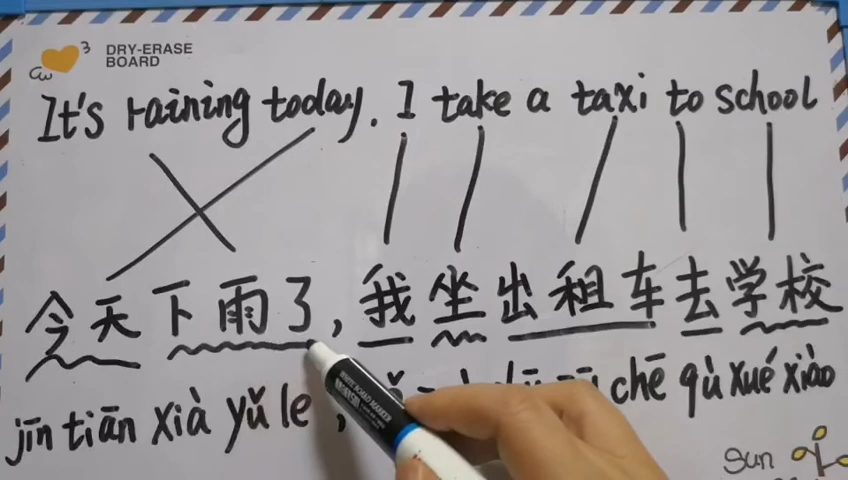 DRY-ERASE
BOARD
It's raining today. I take a taxi to school
今天下雨了,我坐出租车去学校
jīn tiān xià yǔ le, chē qù xué xiào
sun